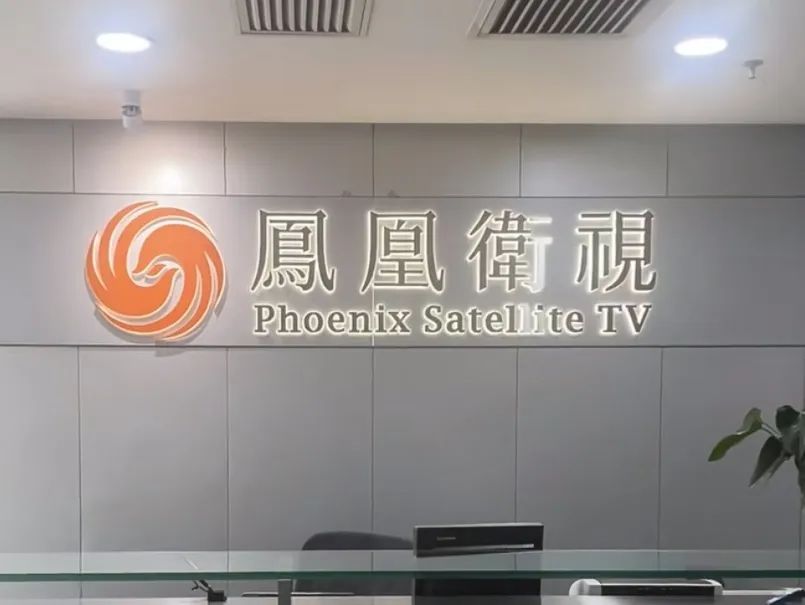 鳳凰衛視
Phoenix Satellite TV